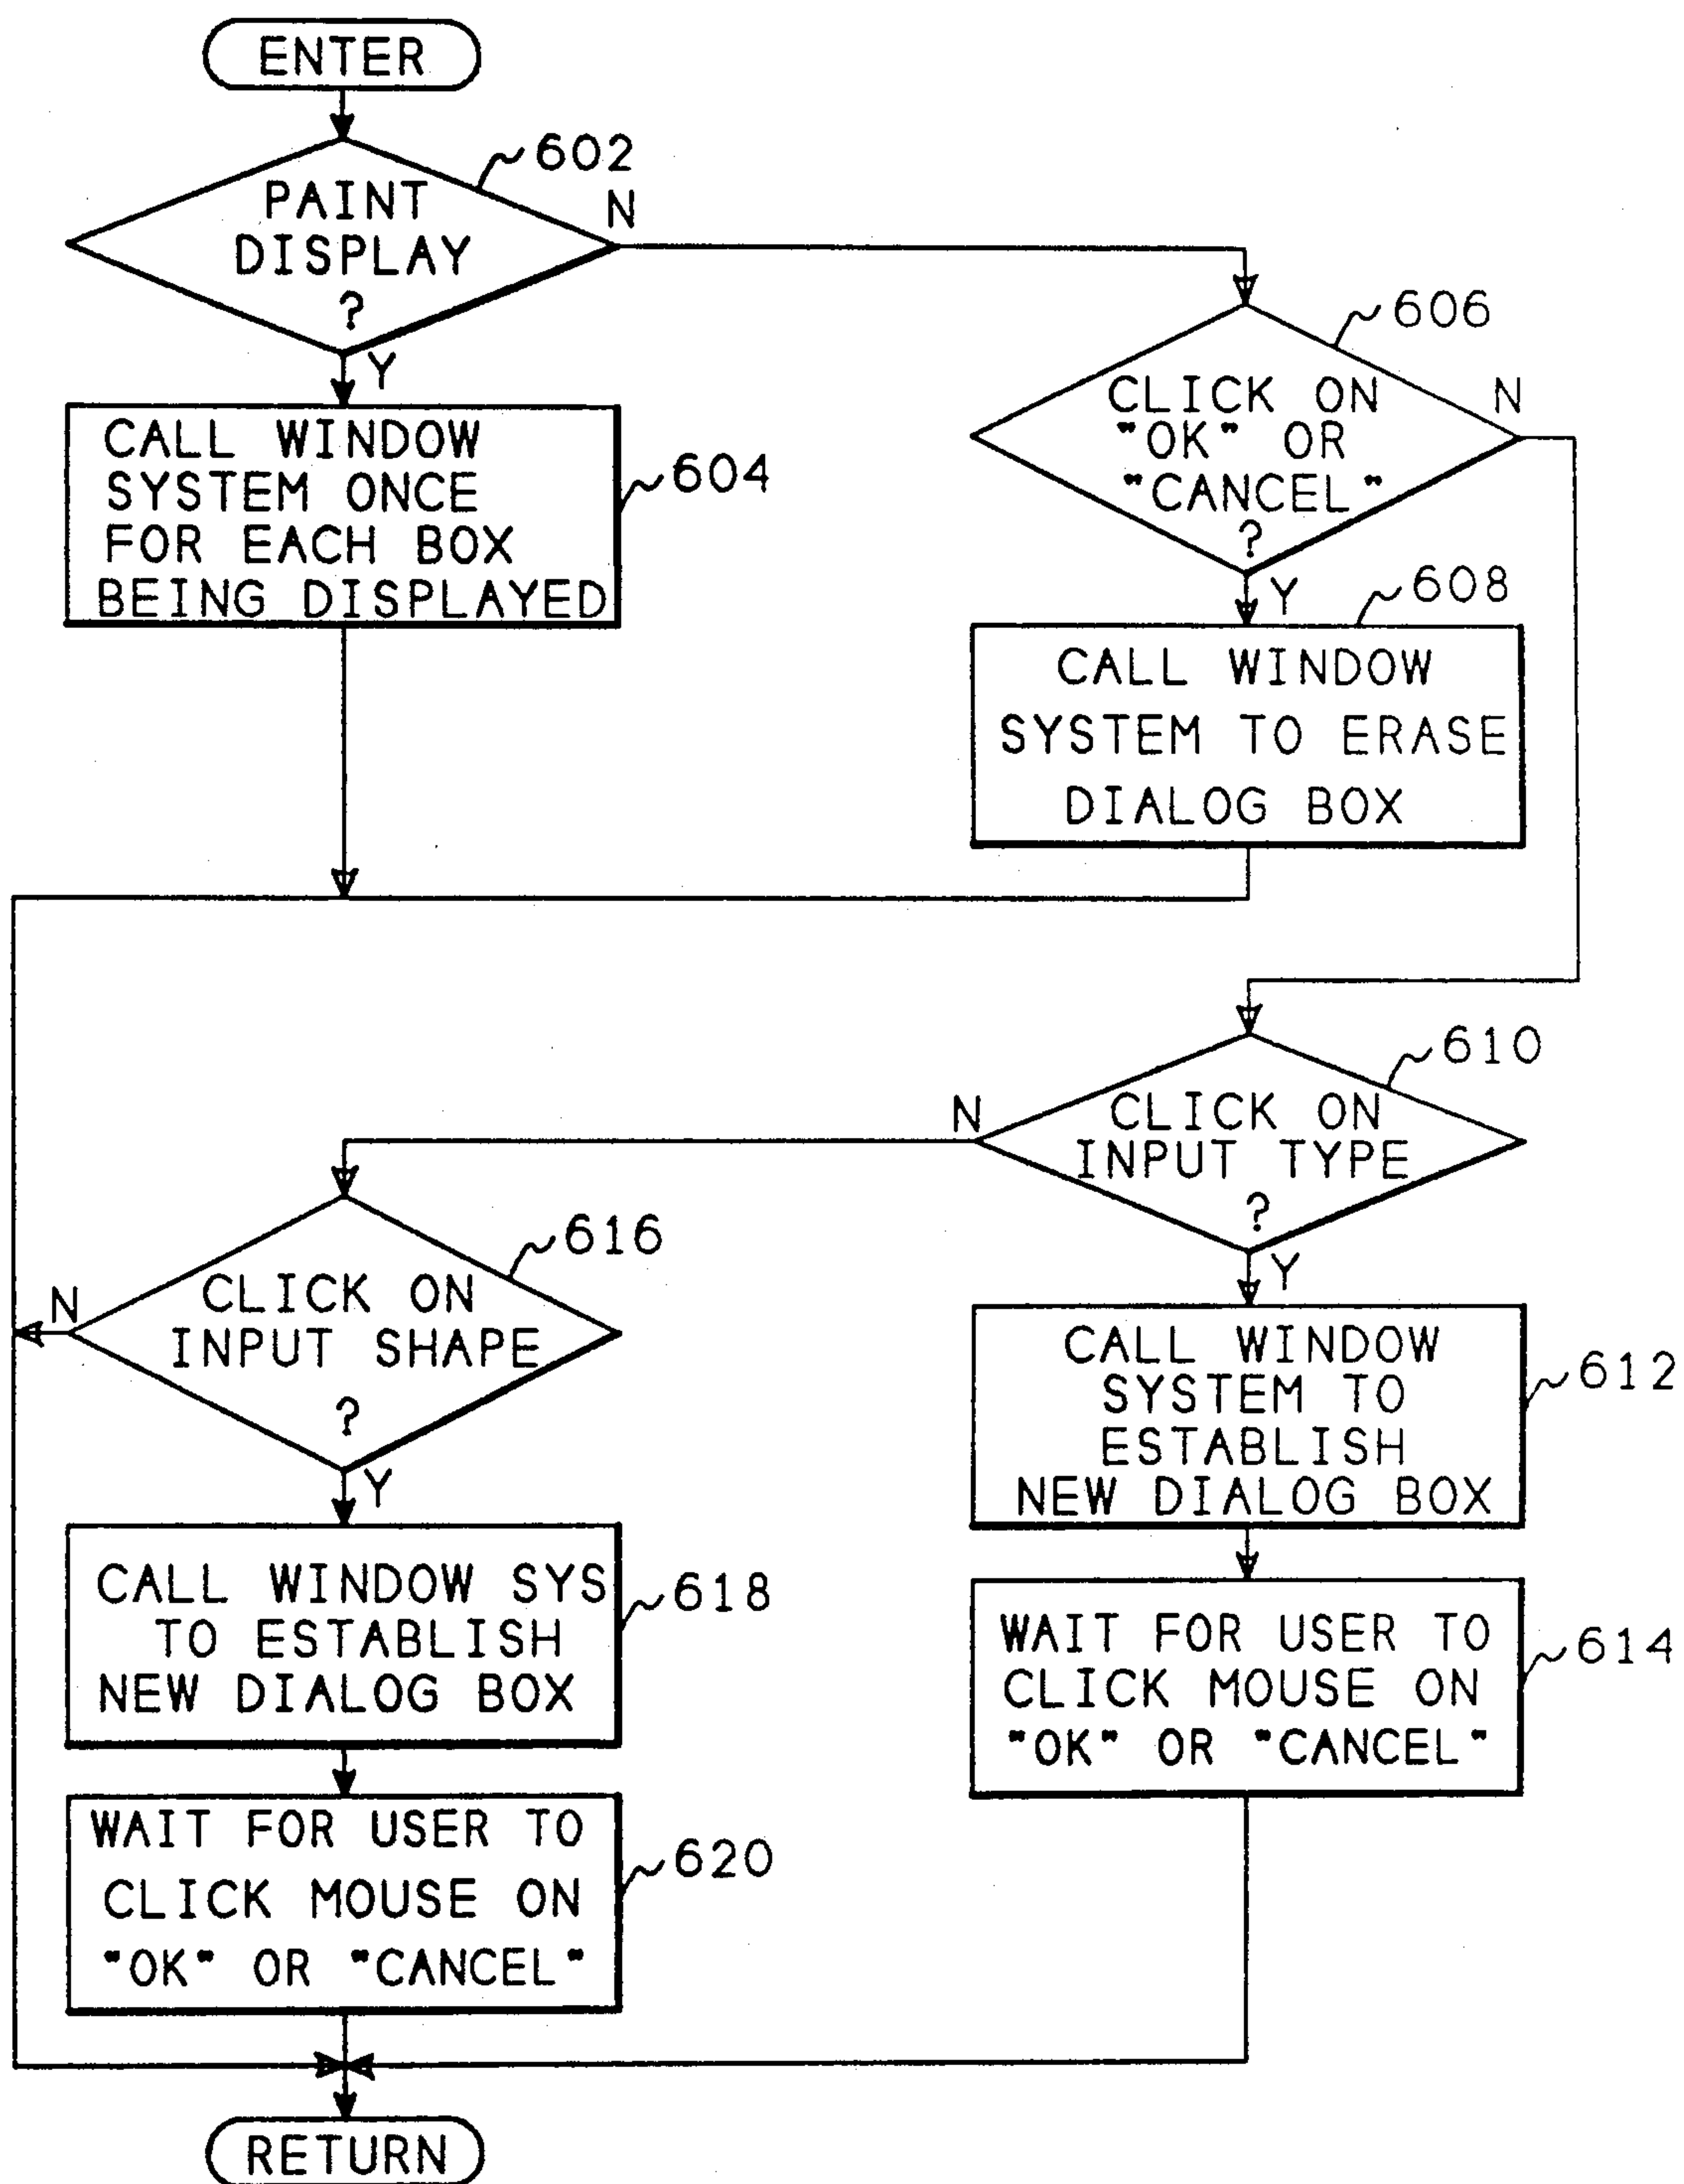 ENTER
602
PAINT
DISPLAY
?
N
Y
CALL WINDOW
SYSTEM ONCE
FOR EACH BOX
BEING DISPLAYED
604
606
CLICK ON
"OK" OR
"CANCEL"
?
N
Y
608
CALL WINDOW
SYSTEM TO ERASE
DIALOG BOX
610
CLICK ON
INPUT TYPE
?
N
Y
616
CLICK ON
INPUT SHAPE
?
N
Y
CALL WINDOW
SYSTEM TO
ESTABLISH
NEW DIALOG BOX
612
CALL WINDOW SYS
TO ESTABLISH
NEW DIALOG BOX
618
WAIT FOR USER TO
CLICK MOUSE ON
"OK" OR "CANCEL"
614
WAIT FOR USER TO
CLICK MOUSE ON
"OK" OR "CANCEL"
620
RETURN